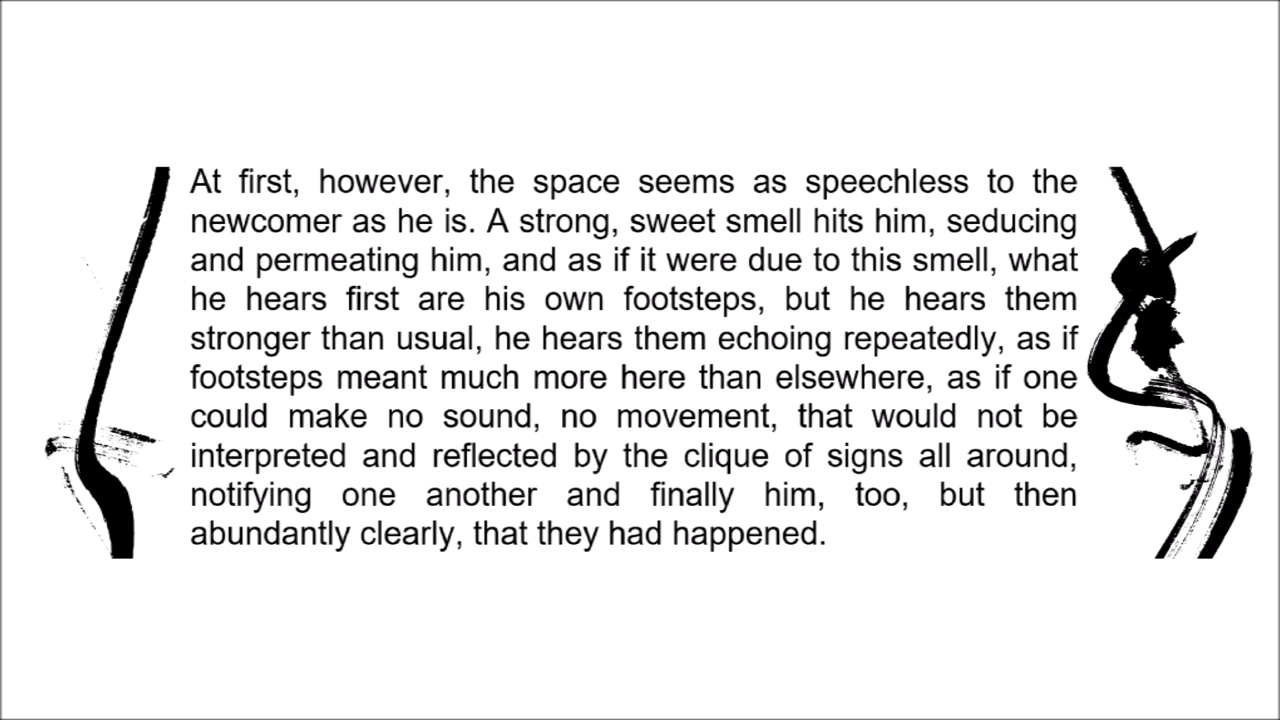 At first, however, the space seems as speechless to the
newcomer as he is. A strong, sweet smell hits him, seducing
and permeating him, and as if it were due to this smell, what
he hears first are his own footsteps, but he hears them
stronger than usual, he hears them echoing repeatedly, as if
footsteps meant much more here than elsewhere, as if one
could make no sound, no movement, that would not be
interpreted and reflected by the clique of signs all around,
notifying one another and finally him, too, but then
abundantly clearly, that they had happened.